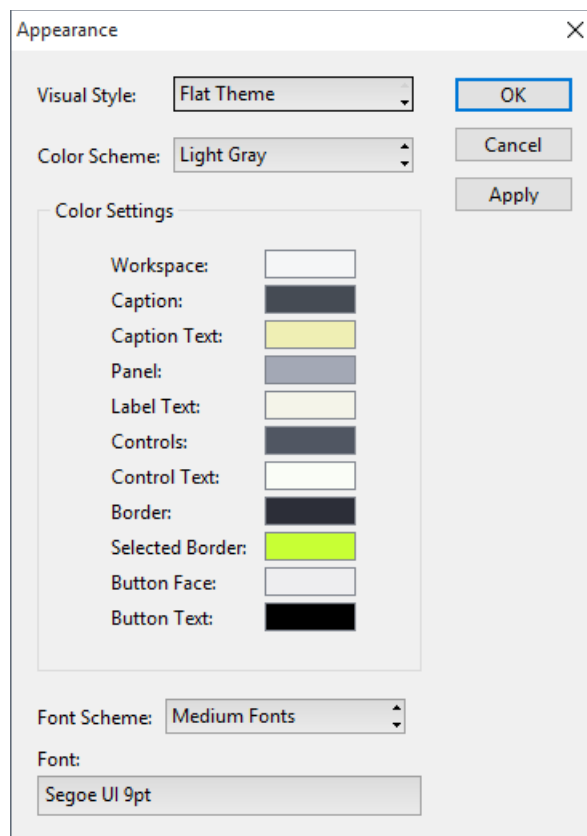 Appearance
Visual Style: Flat Theme
OK
Color Scheme: Light Gray
Cancel
Apply
Color Settings
Workspace:
Caption:
Caption Text:
Panel:
Label Text:
Controls:
Control Text:
Border:
Selected Border:
Button Face:
Button Text:
Font Scheme: Medium Fonts
Font:
Segoe UI 9pt